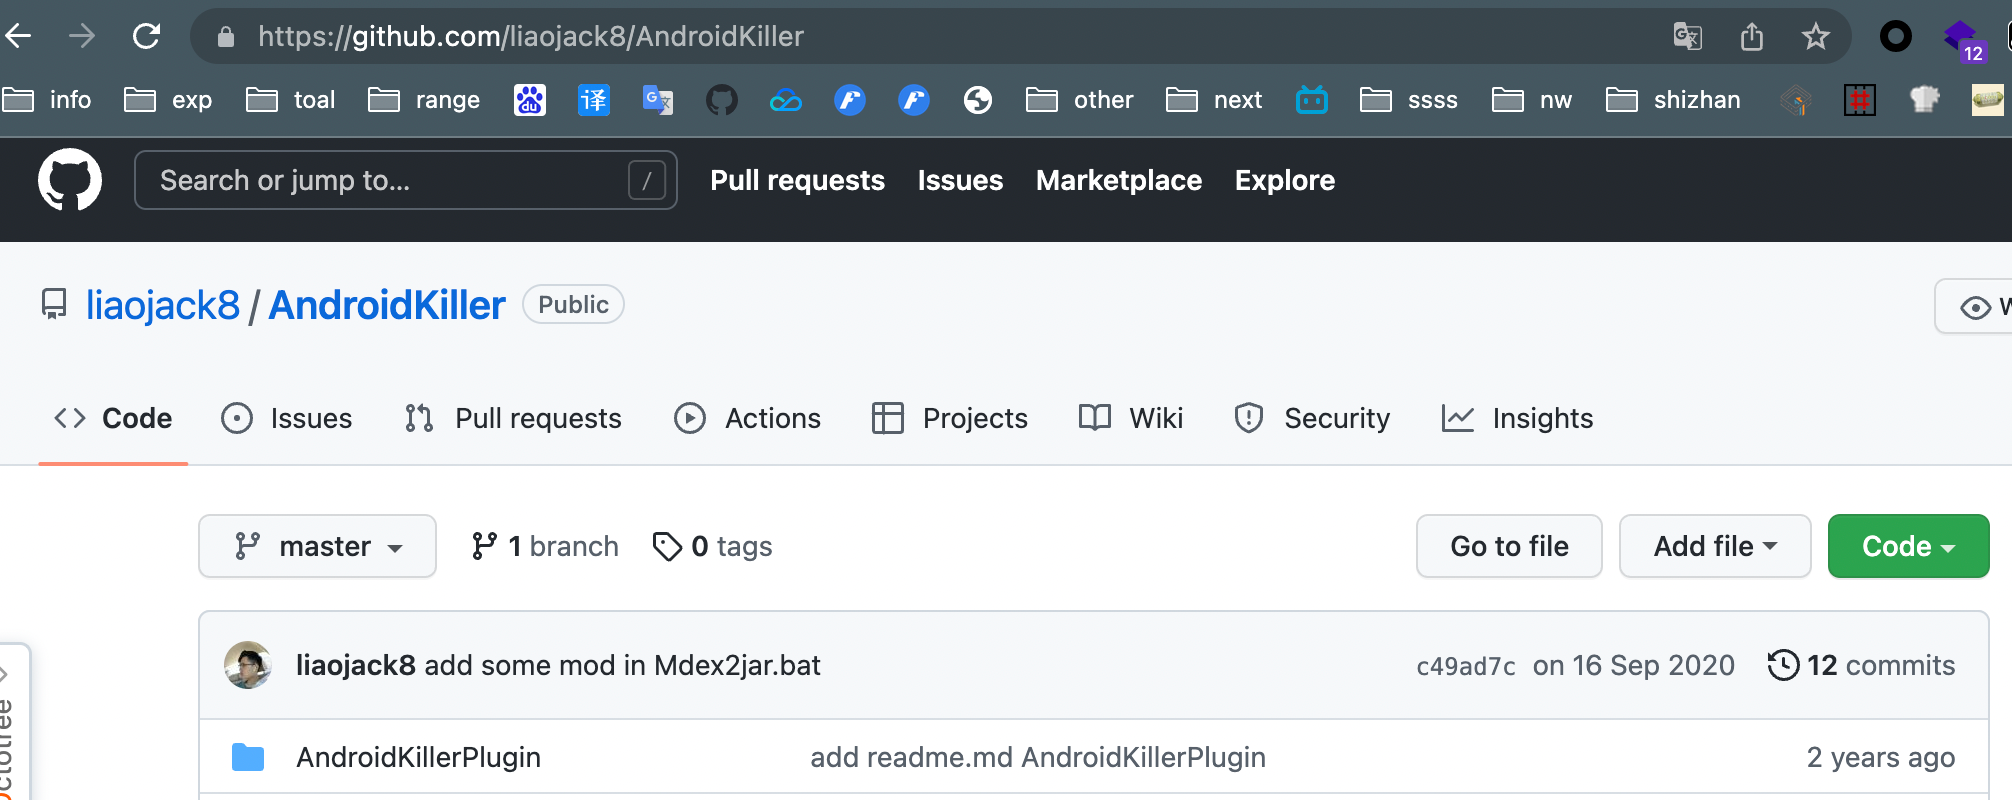 https://github.com/liaojack8/AndroidKiller
12
info exp toal range du 译 G 文 other next ssss nw shizhan
Search or jump to... / Pull requests Issues Marketplace Explore
liaojack8 / AndroidKiller Public
Code Issues Pull requests Actions Projects Wiki Security Insights
master 1 branch 0 tags Go to file Add file Code
liaojack8 add some mod in Mdex2jar.bat c49ad7c on 16 Sep 2020 12 commits
AndroidKillerPlugin add readme.md AndroidKillerPlugin 2 years ago
Octotree